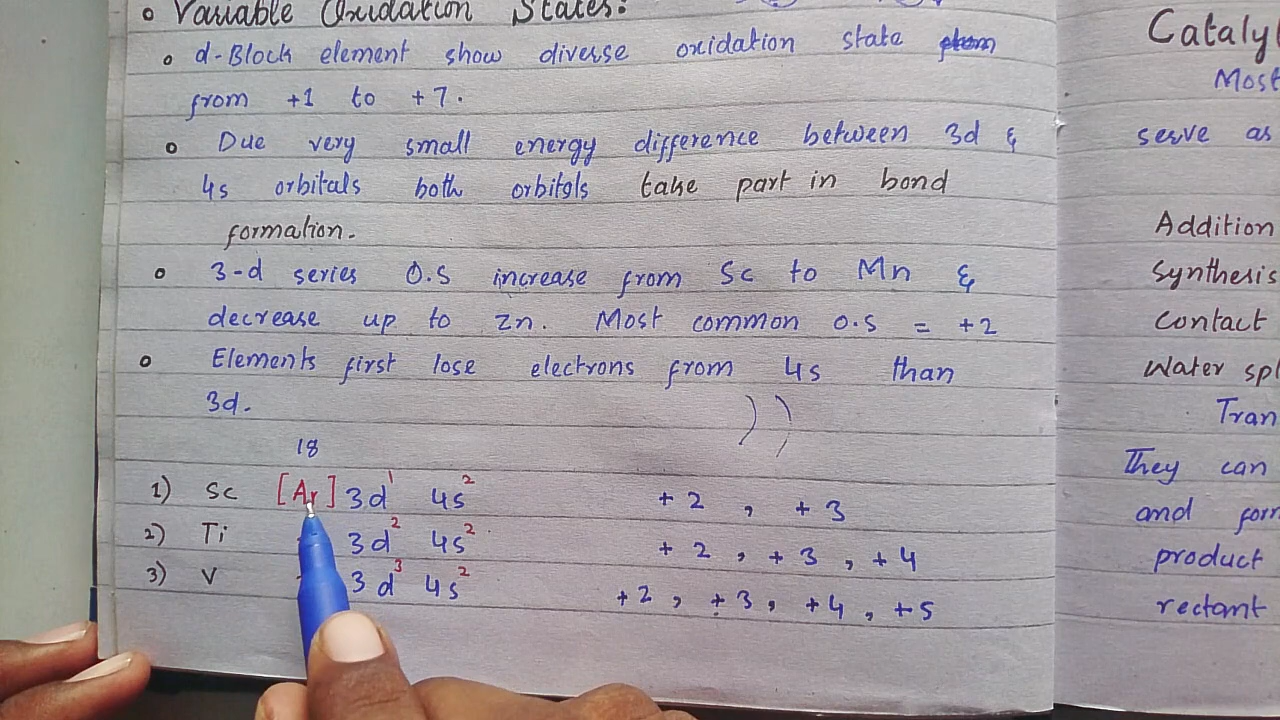 • Variable Oxidation States:
• d-Block element show diverse oxidation state
from +1 to +7.
• Due very small energy difference between 3d &
4s orbitals both orbitals take part in bond
formation.
• 3-d series O.S increase from Sc to Mn &
decrease up to Zn. Most common O.S = +2
• Elements first lose electrons from 4s than
3d.
18
1) Sc [Ar] 3d¹ 4s² +2, +3
2) Ti 3d² 4s² +2, +3, +4
3) V 3d³ 4s² +2, +3, +4, +5
Cataly
Most
serve as
Addition
Synthesis
Contact
Water spl
Tran
They can
and form
product
rectant